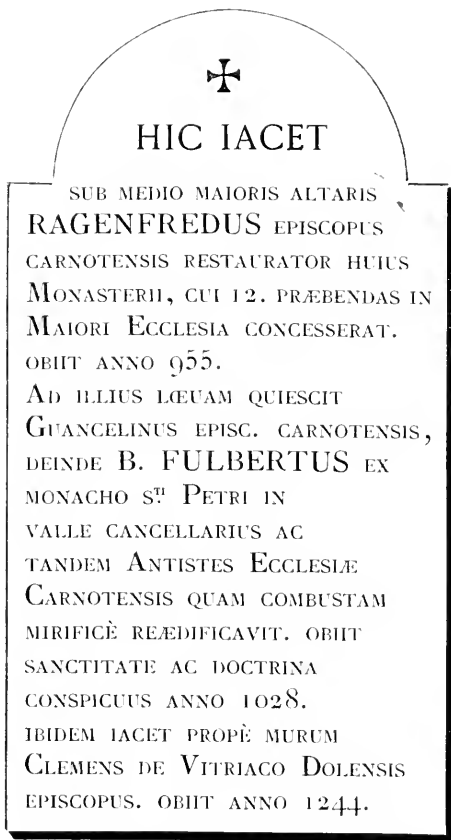 ✠
HIC IACET
SUB MEDIO MAIORIS ALTARIS
RAGENFREDUS EPISCOPUS
CARNOTENSIS RESTAURATOR HUIUS
MONASTERII, CUI 12. PRÆBENDAS IN
MAIORI ECCLESIA CONCESSERAT.
OBIIT ANNO 955.
AD ILLIUS LŒUAM QUIESCIT
GUANCELINUS EPISC. CARNOTENSIS,
DEINDE B. FULBERTUS EX
MONACHO S.TI PETRI IN
VALLE CANCELLARIUS AC
TANDEM ANTISTES ECCLESIÆ
CARNOTENSIS QUAM COMBUSTAM
MIRIFICÈ REÆDIFICAVIT. OBIIT
SANCTITATE AC DOCTRINA
CONSPICUUS ANNO 1028.
IBIDEM IACET PROPÈ MURUM
CLEMENS DE VITRIACO DOLENSIS
EPISCOPUS. OBIIT ANNO 1244.